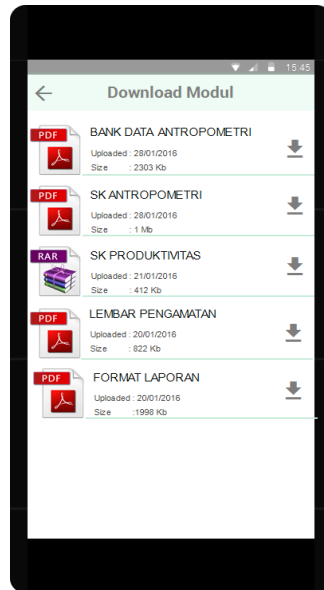 15:45
Download Modul
PDF
BANK DATA ANTROPOMETRI
Uploaded : 28/01/2016
Size : 2303 Kb
PDF
SK ANTROPOMETRI
Uploaded : 28/01/2016
Size : 1 Mb
RAR
SK PRODUKTIVITAS
Uploaded : 21/01/2016
Size : 412 Kb
PDF
LEMBAR PENGAMATAN
Uploaded : 20/01/2016
Size : 822 Kb
PDF
FORMAT LAPORAN
Uploaded : 20/01/2016
Size :1998 Kb